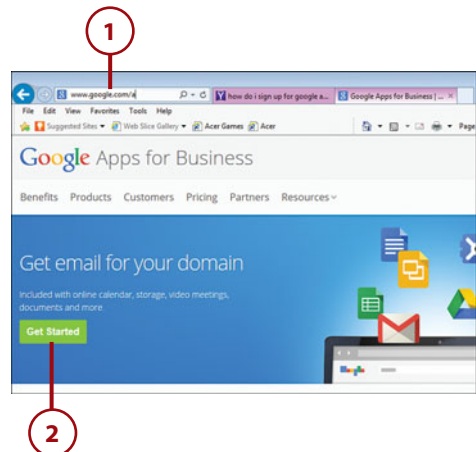 1
www.google.com/a
how do i sign up for google a...
Google Apps for Business | ...
File Edit View Favorites Tools Help
Suggested Sites Web Slice Gallery Acer Games Acer Page
Google Apps for Business
Benefits Products Customers Pricing Partners Resources
Get email for your domain
Included with online calendar, storage, video meetings,
documents and more
Get Started
Google
2